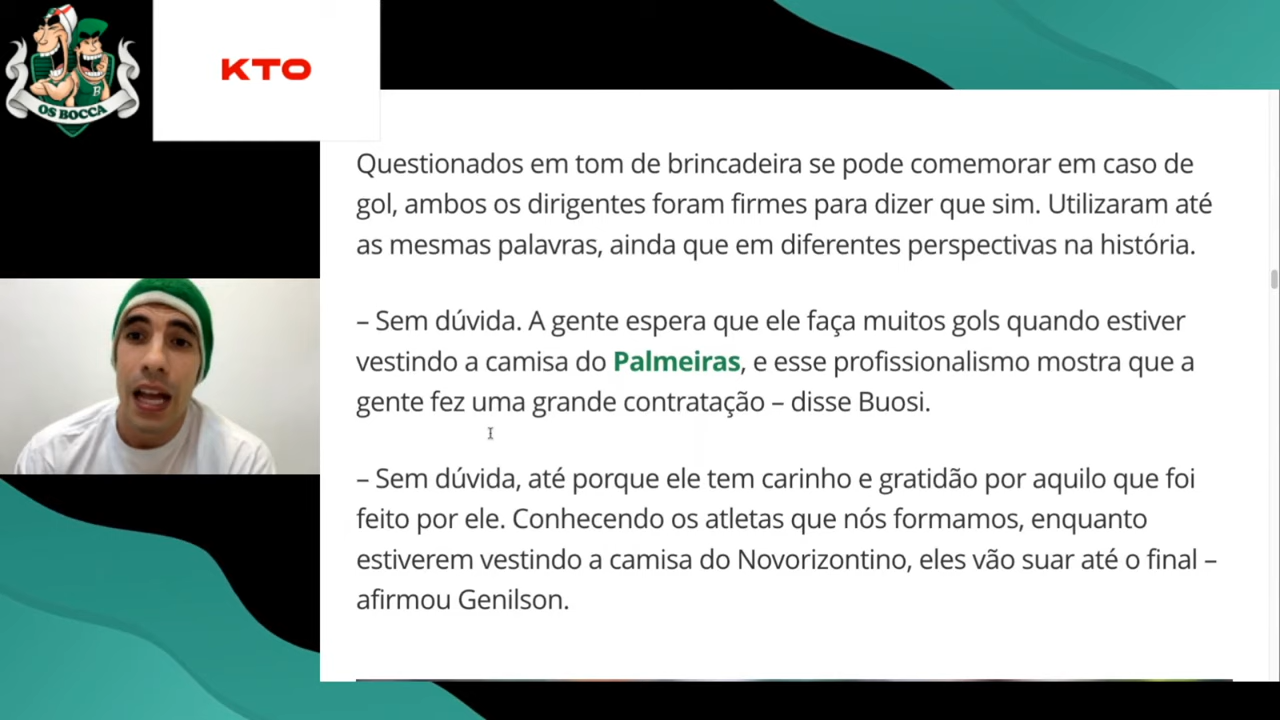 OS BOCCA
KTO
Questionados em tom de brincadeira se pode comemorar em caso de
gol, ambos os dirigentes foram firmes para dizer que sim. Utilizaram até
as mesmas palavras, ainda que em diferentes perspectivas na história.
– Sem dúvida. A gente espera que ele faça muitos gols quando estiver
vestindo a camisa do Palmeiras, e esse profissionalismo mostra que a
gente fez uma grande contratação – disse Buosi.
– Sem dúvida, até porque ele tem carinho e gratidão por aquilo que foi
feito por ele. Conhecendo os atletas que nós formamos, enquanto
estiverem vestindo a camisa do Novorizontino, eles vão suar até o final –
afirmou Genilson.